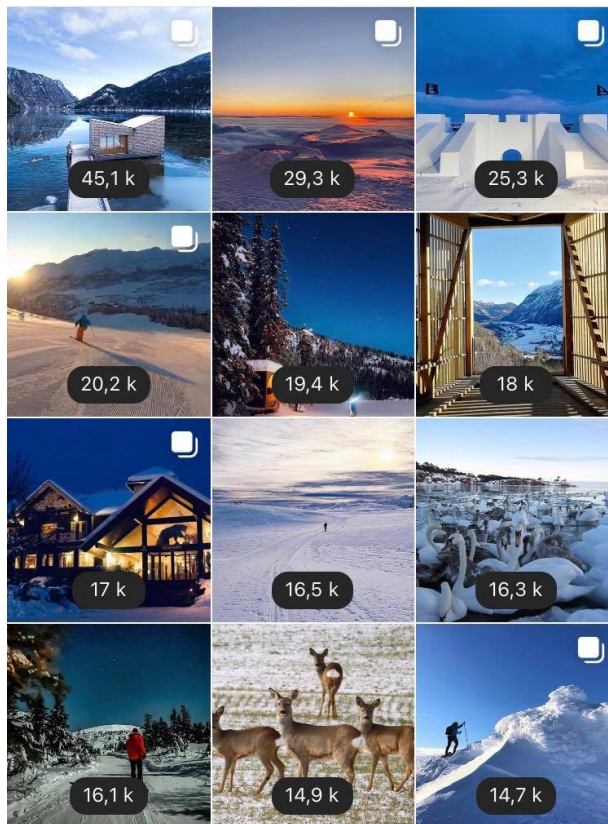 45,1 k
29,3 k
25,3 k
20,2 k
19,4 k
18 k
17 k
16,5 k
16,3 k
16,1 k
14,9 k
14,7 k